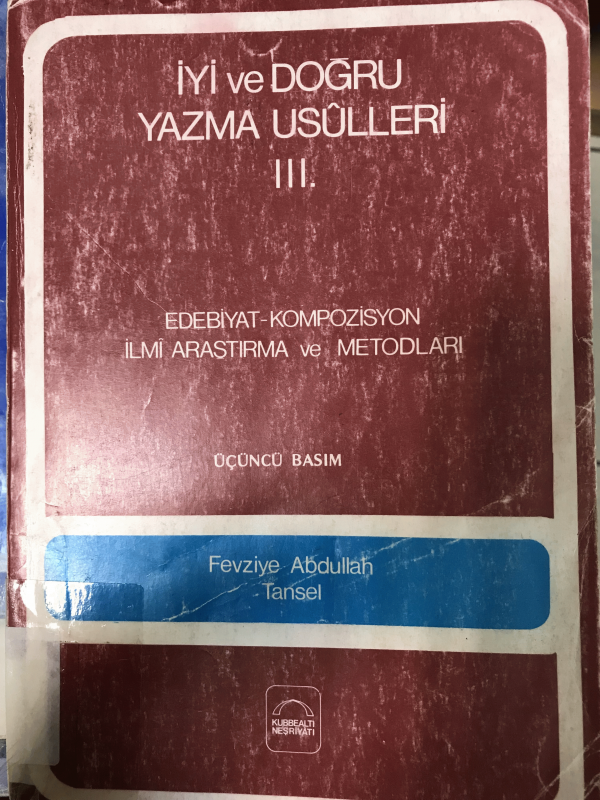 İYİ ve DOĞRU
YAZMA USÛLLERİ
III.
EDEBİYAT-KOMPOZİSYON
İLMÎ ARASTIRMA ve METODLARI
ÜÇÜNCÜ BASIM
Fevziye Abdullah
Tansel
KUBBEALTI
NEŞRİYATI